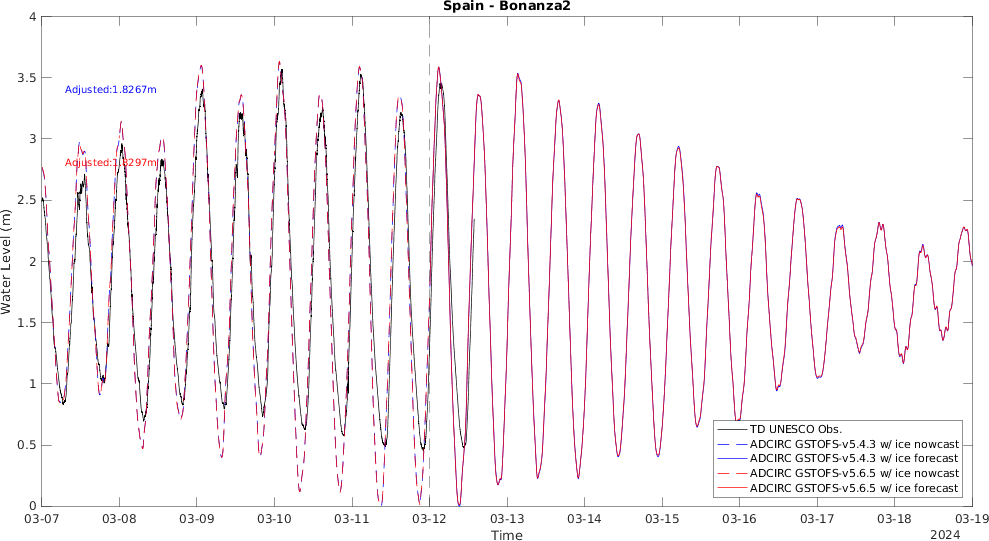 Spain - Bonanza2
4
3.5
3
2.5
2
1.5
1
0.5
0
Water Level (m)
Adjusted:1.8267m
Adjusted:1.8297m
TD UNESCO Obs.
ADCIRC GSTOFS-v5.4.3 w/ ice nowcast
ADCIRC GSTOFS-v5.4.3 w/ ice forecast
ADCIRC GSTOFS-v5.6.5 w/ ice nowcast
ADCIRC GSTOFS-v5.6.5 w/ ice forecast
03-07 03-08 03-09 03-10 03-11 03-12 03-13 03-14 03-15 03-16 03-17 03-18 03-19
Time
2024